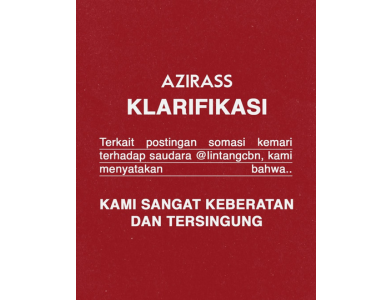 AZIRASS
KLARIFIKASI
Terkait postingan somasi kemari
terhadap saudara @lintangcbn, kami
menyatakan bahwa..
KAMI SANGAT KEBERATAN
DAN TERSINGUNG